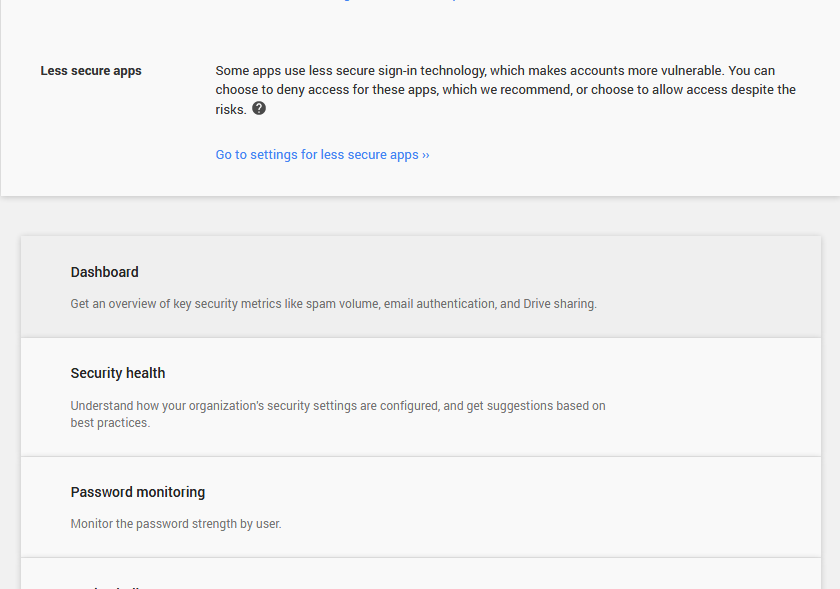 Less secure apps
Some apps use less secure sign-in technology, which makes accounts more vulnerable. You can
choose to deny access for these apps, which we recommend, or choose to allow access despite the
risks. ?
Go to settings for less secure apps ››
Dashboard
Get an overview of key security metrics like spam volume, email authentication, and Drive sharing.
Security health
Understand how your organization's security settings are configured, and get suggestions based on
best practices.
Password monitoring
Monitor the password strength by user.